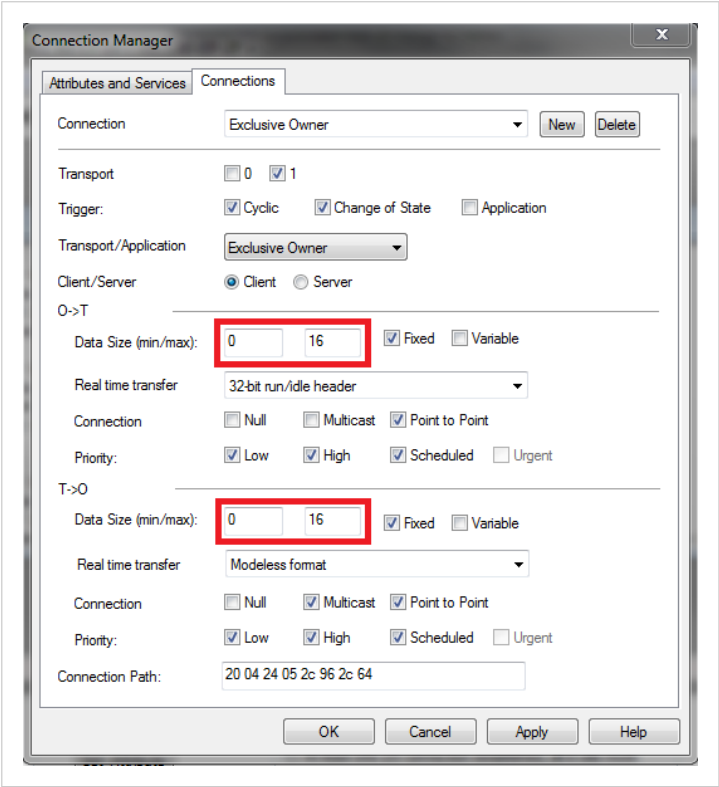 Connection Manager
x
Attributes and Services Connections
Connection Exclusive Owner New Delete
Transport 0 1
Trigger: Cyclic Change of State Application
Transport/Application Exclusive Owner
Client/Server Client Server
O->T
Data Size (min/max): 0 16 Fixed Variable
Real time transfer 32-bit run/idle header
Connection Null Multicast Point to Point
Priority: Low High Scheduled Urgent
T->O
Data Size (min/max): 0 16 Fixed Variable
Real time transfer Modeless format
Connection Null Multicast Point to Point
Priority: Low High Scheduled Urgent
Connection Path: 20 04 24 05 2c 96 2c 64
OK Cancel Apply Help